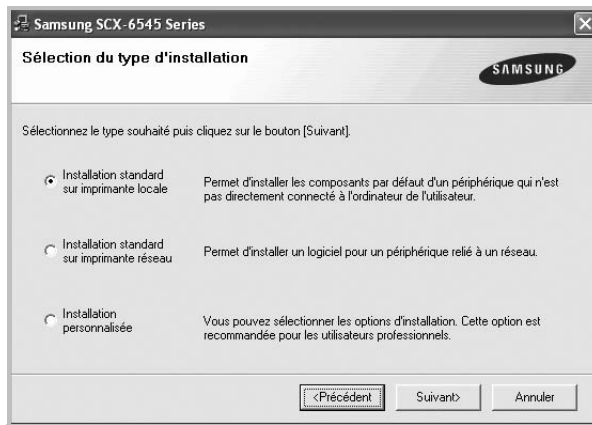 Samsung SCX-6545 Series
Sélection du type d'installation
SAMSUNG
Sélectionnez le type souhaité puis cliquez sur le bouton [Suivant].
Installation standard
sur imprimante locale
Permet d'installer les composants par défaut d'un périphérique qui n'est
pas directement connecté à l'ordinateur de l'utilisateur.
Installation standard
sur imprimante réseau
Permet d'installer un logiciel pour un périphérique relié à un réseau.
Installation
personnalisée
Vous pouvez sélectionner les options d'installation. Cette option est
recommandée pour les utilisateurs professionnels.
<Précédent Suivant> Annuler